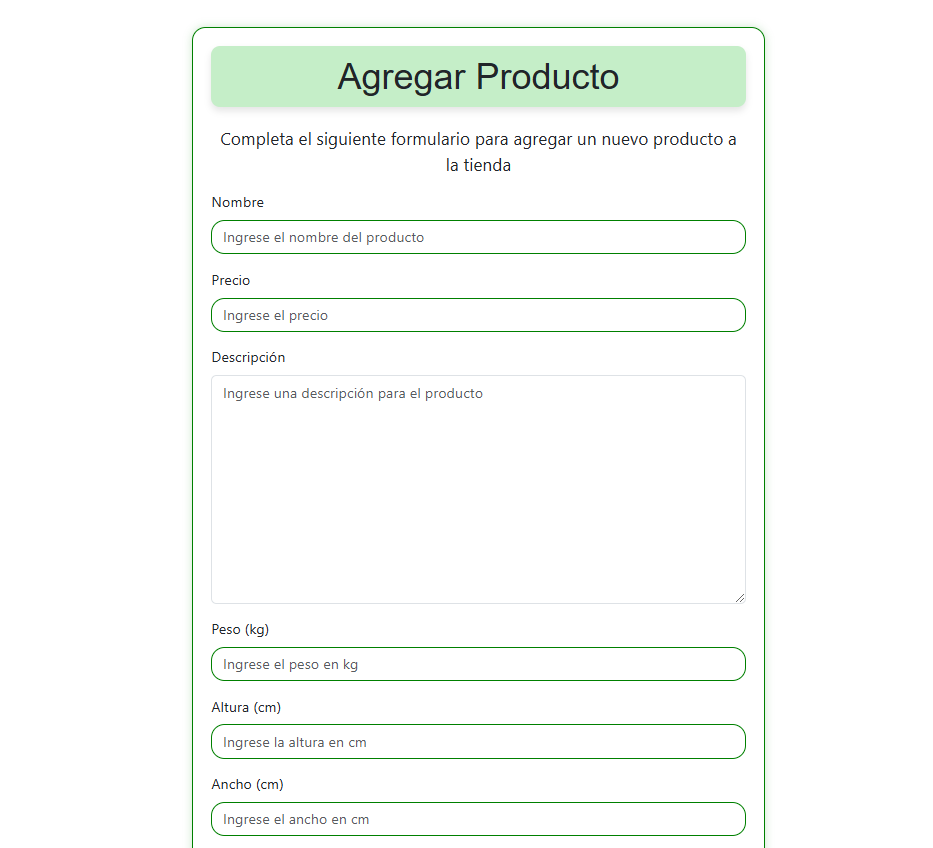 Agregar Producto
Completa el siguiente formulario para agregar un nuevo producto a
la tienda
Nombre
Ingrese el nombre del producto
Precio
Ingrese el precio
Descripción
Ingrese una descripción para el producto
Peso (kg)
Ingrese el peso en kg
Altura (cm)
Ingrese la altura en cm
Ancho (cm)
Ingrese el ancho en cm